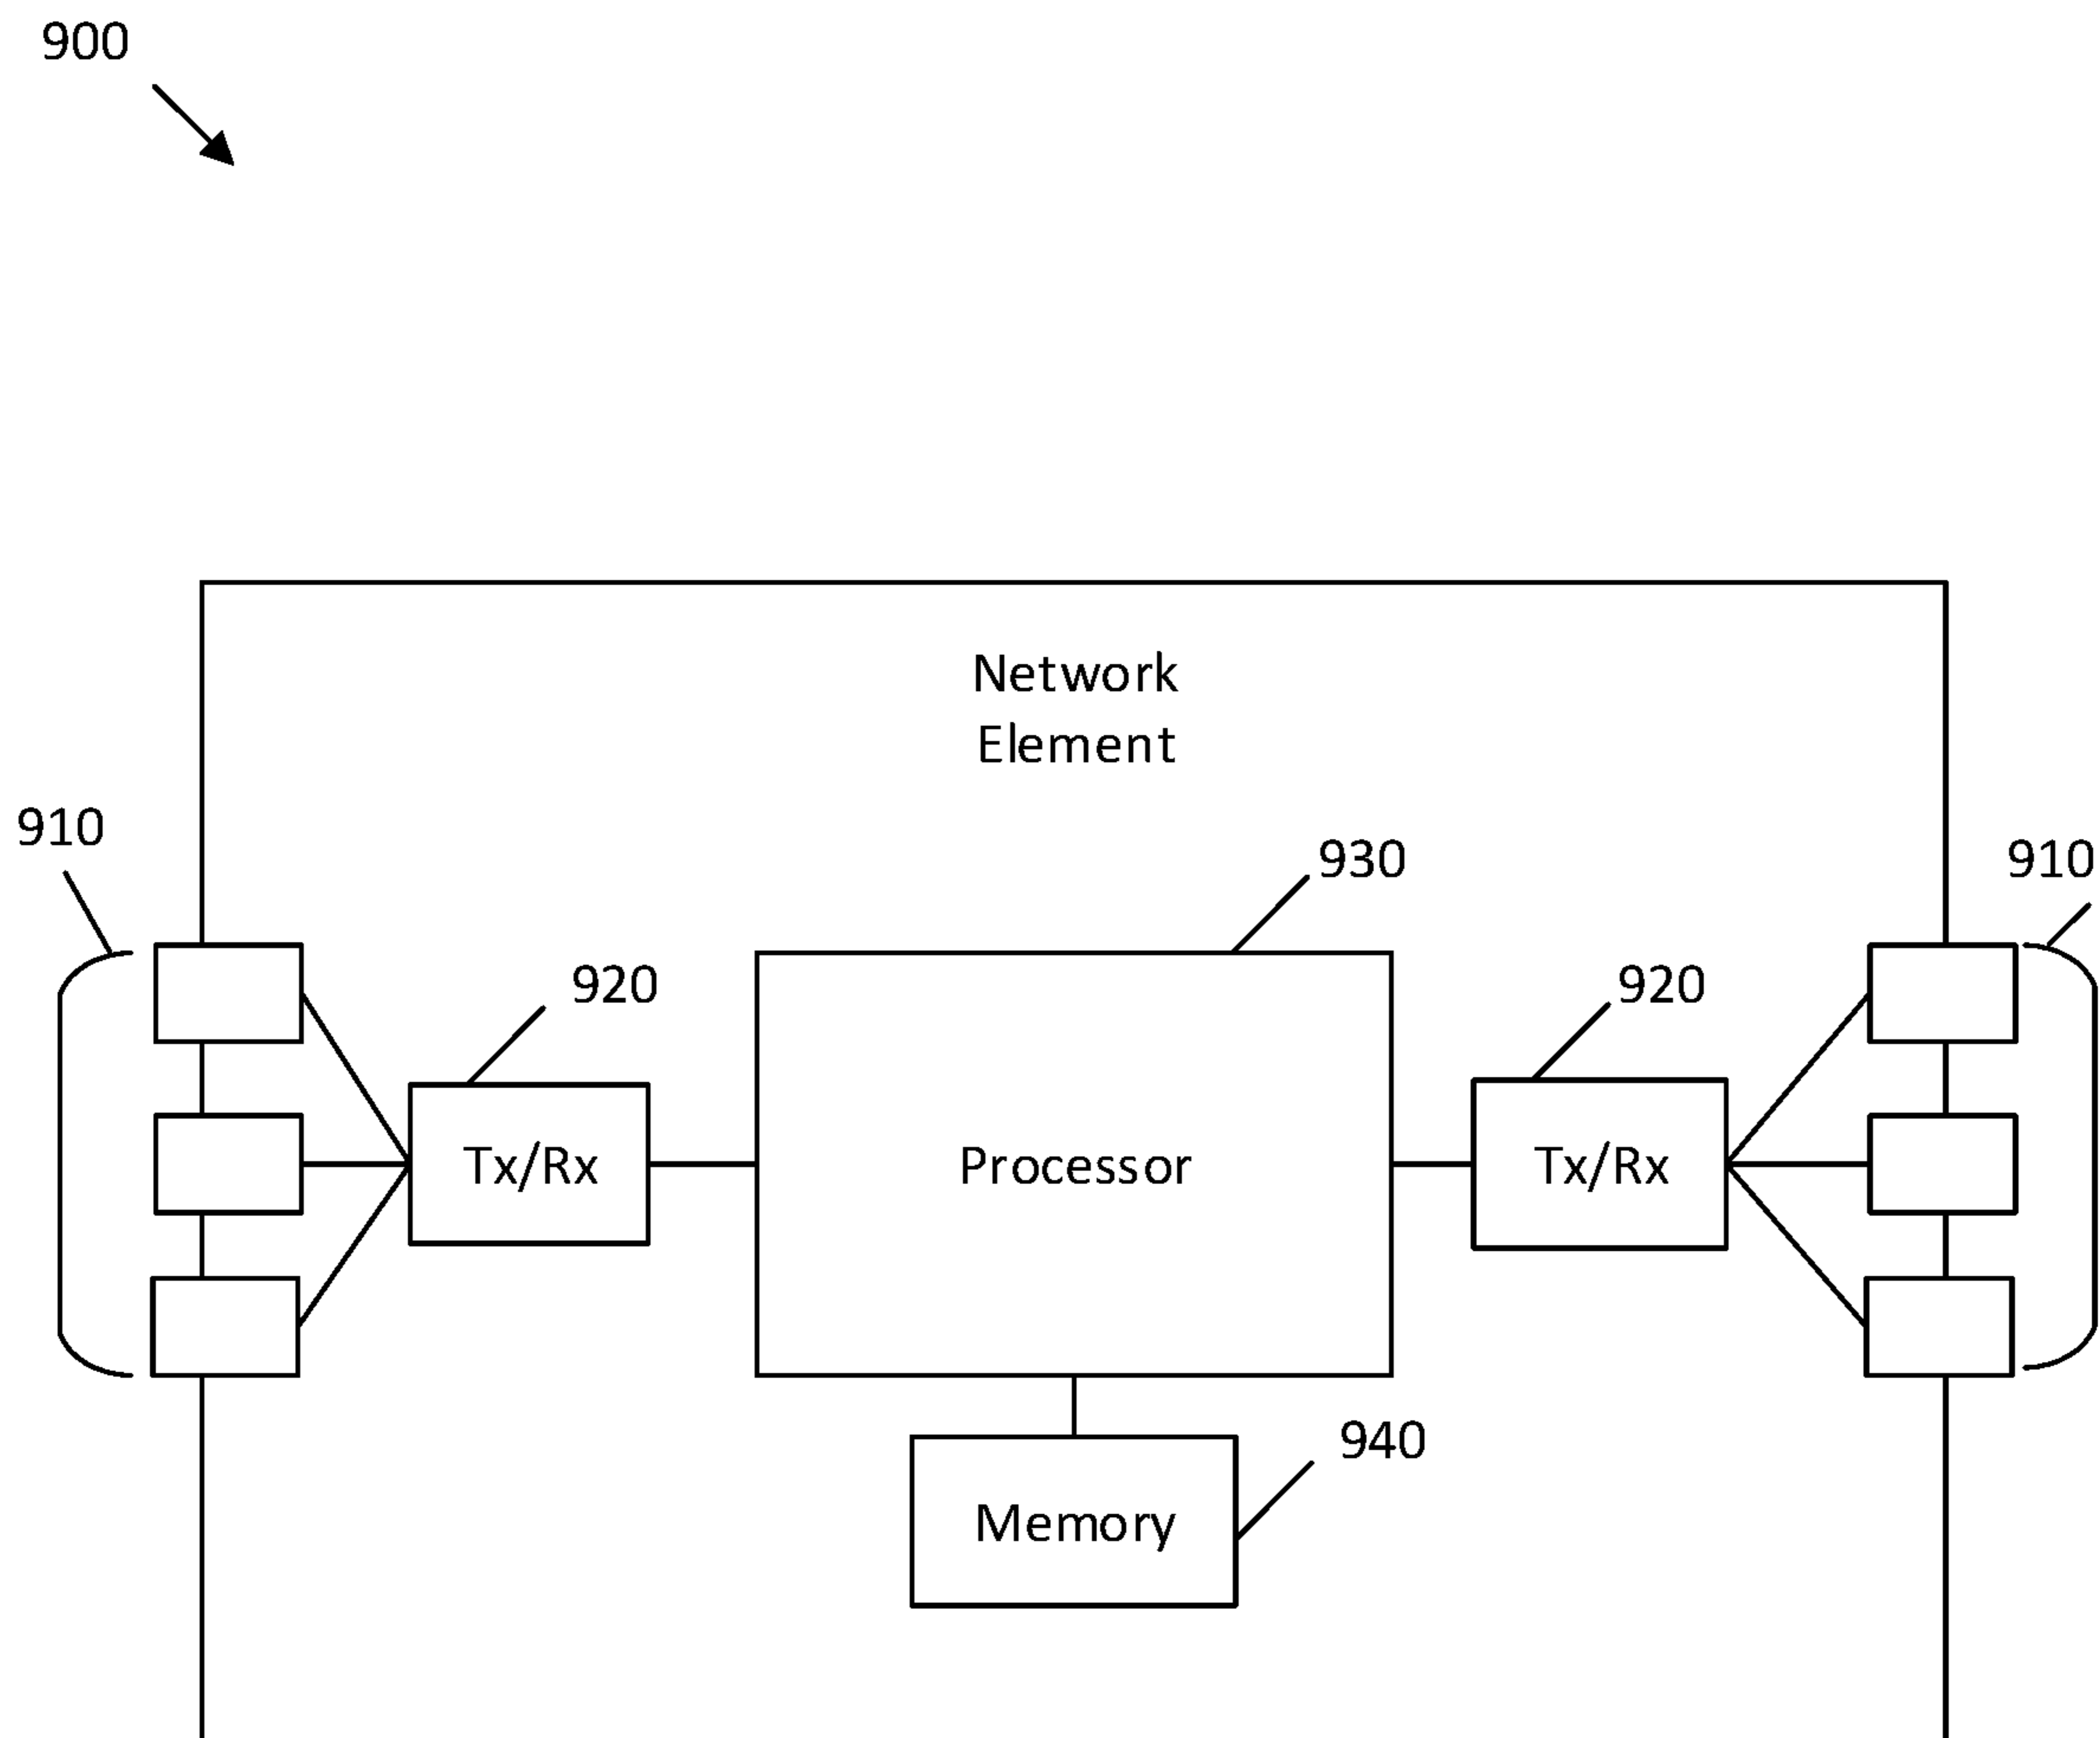 900
Network
Element
910
930
910
920
920
Tx/Rx
Processor
Tx/Rx
940
Memory